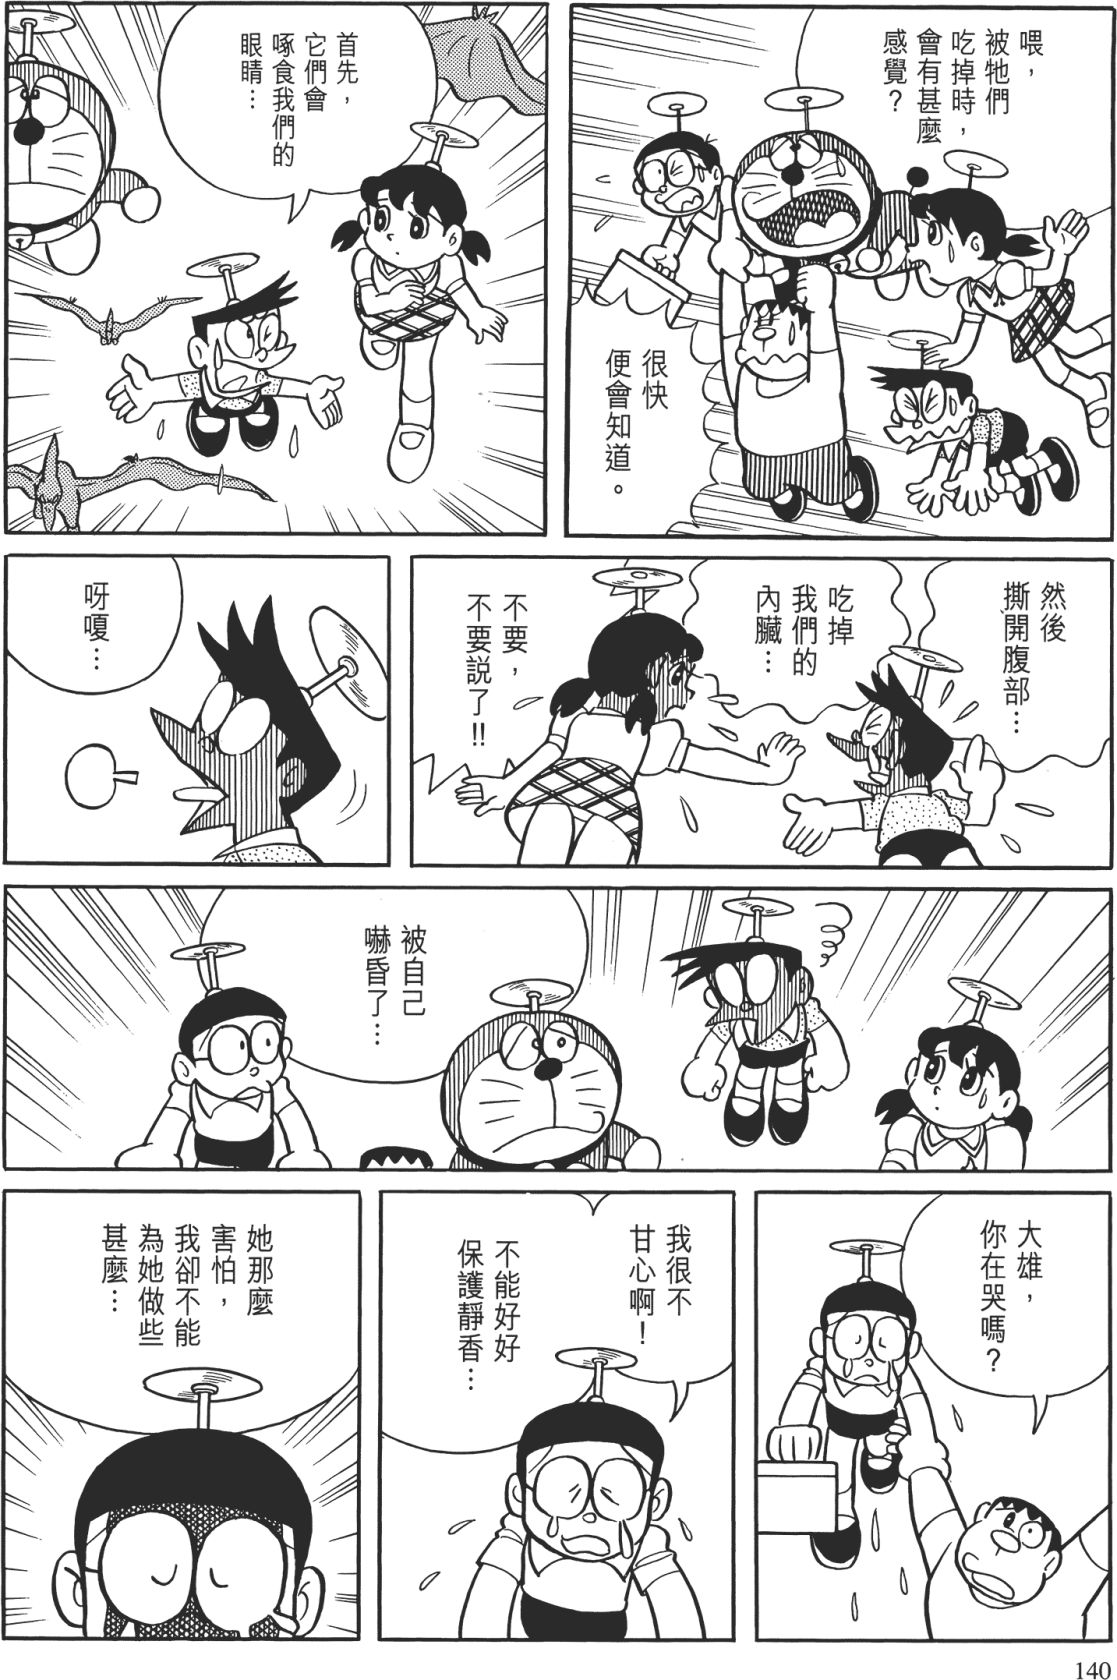 喂，
被牠們
吃掉時，
會有甚麼
感覺？
很快
便會知道。
首先，
它們會
啄食我們的
眼睛…
然後
撕開腹部…
吃掉
我們的
內臟…
不要，
不要説了!!
呀嗄…
被自己
嚇昏了…
大雄，
你在哭嗎？
我很不
甘心啊！
不能好好
保護靜香…
她那麼
害怕，
我卻不能
為她做些
甚麼…
140